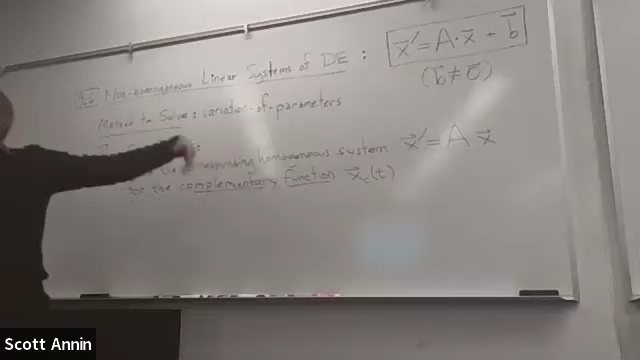 Non-homogeneous Linear Systems of DE : x⃗' = A·x⃗ + b⃗
(b⃗ ≠ 0⃗)
Method to Solve: variation-of-parameters
homogeneous system x⃗' = A x⃗
for the complementary function x⃗c(t)
Scott Annin